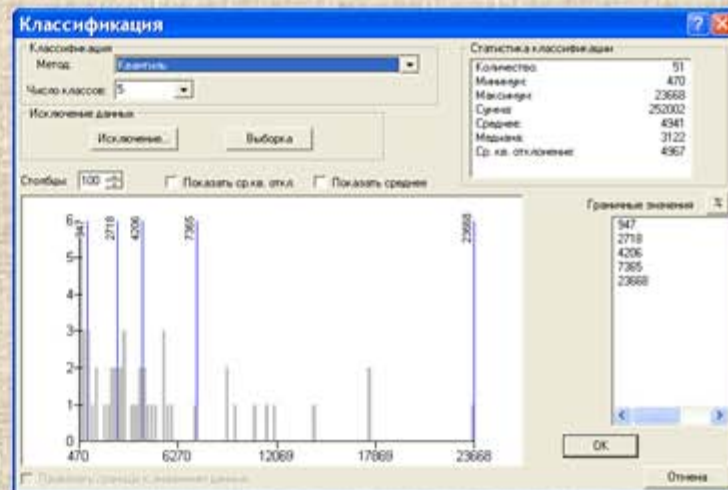 Классификация
Классификация
Метод: Квантиль
Число классов: 5
Исключение данных
Исключение... Выборка
Статистика классификации
Количество: 51
Минимум: 470
Максимум: 23668
Сумма: 252002
Среднее: 4941
Медиана: 3122
Ср. кв. отклонение: 4967
Столбцы: 100
Показать ср.кв. откл.
Показать среднее
Граничные значения %
947
2718
4206
7365
23668
947 2718 4206 7365 23668
6
5
4
3
2
1
0
470 6270 12069 17869 23668
OK
Отмена